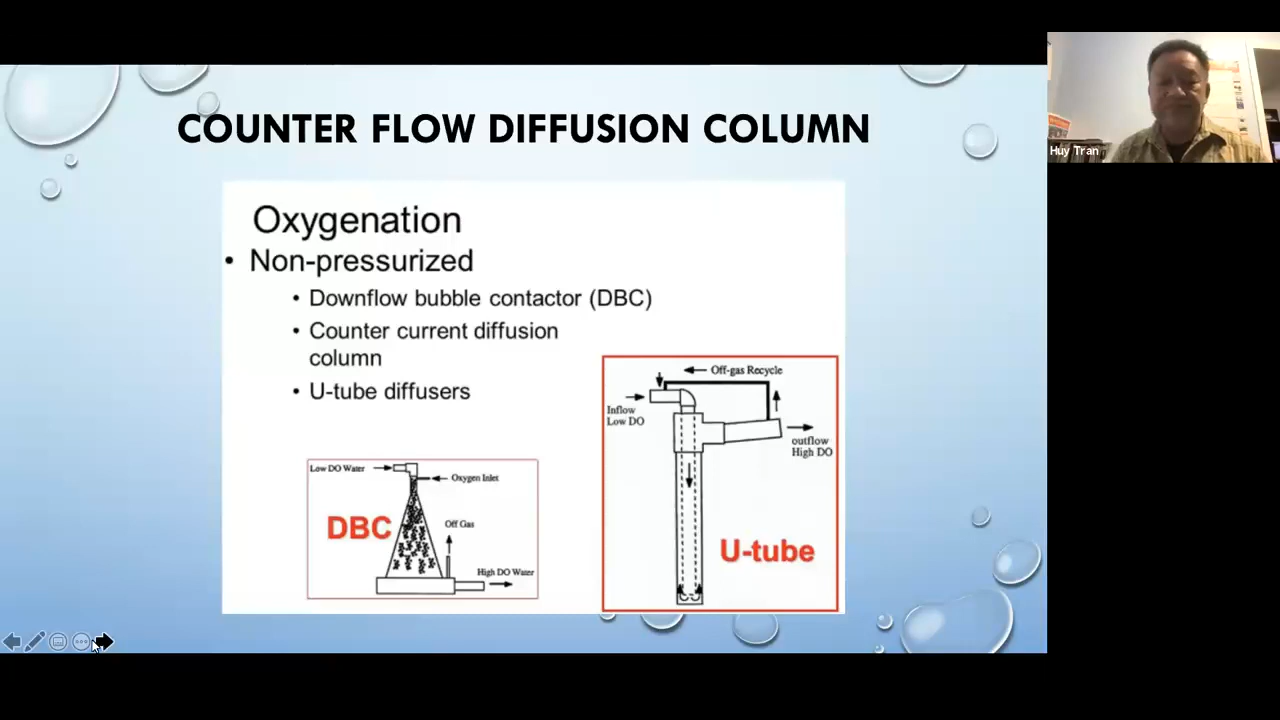 COUNTER FLOW DIFFUSION COLUMN
Oxygenation
• Non-pressurized
• Downflow bubble contactor (DBC)
• Counter current diffusion
column
• U-tube diffusers
Low DO Water
Oxygen Inlet
DBC
Off Gas
High DO Water
Off-gas Recycle
Inflow
Low DO
outflow
High DO
U-tube
Huy Tran